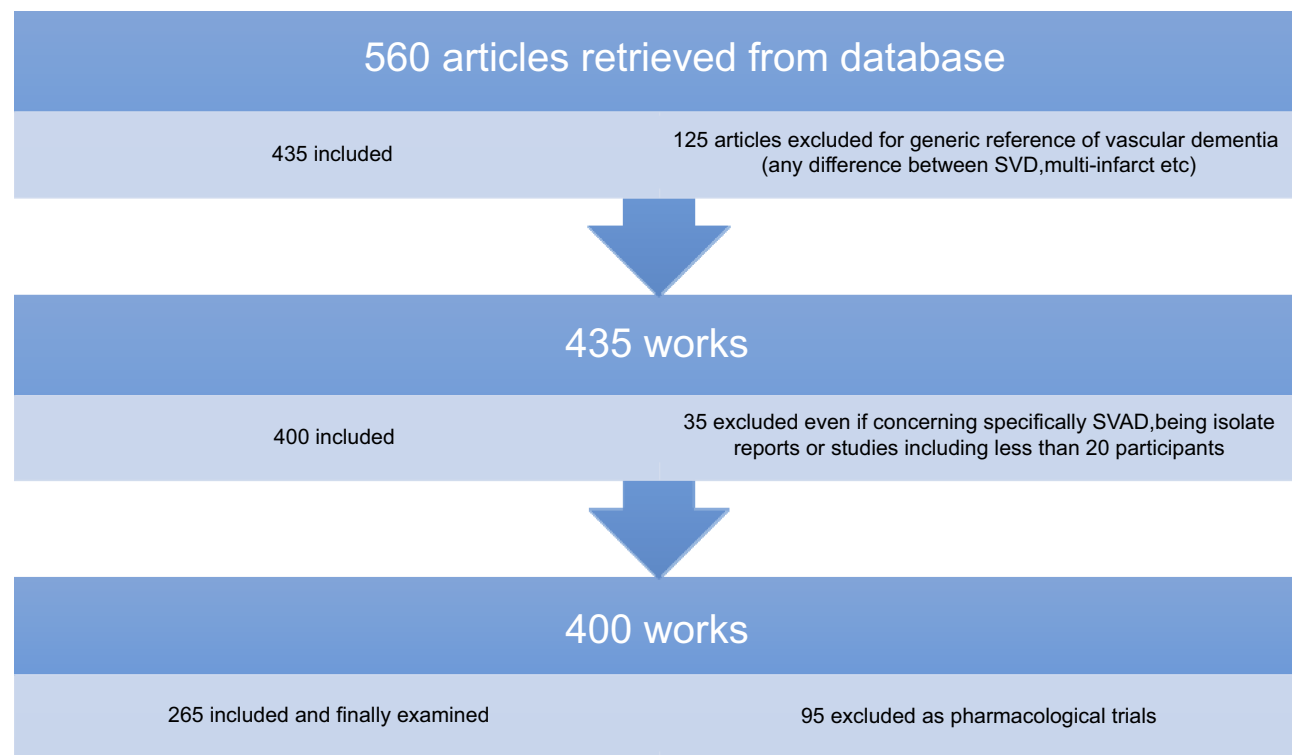 560 articles retrieved from database
435 included
125 articles excluded for generic reference of vascular dementia
(any difference between SVD,multi-infarct etc)
435 works
400 included
35 excluded even if concerning specifically SVAD,being isolate
reports or studies including less than 20 participants
400 works
265 included and finally examined
95 excluded as pharmacological trials